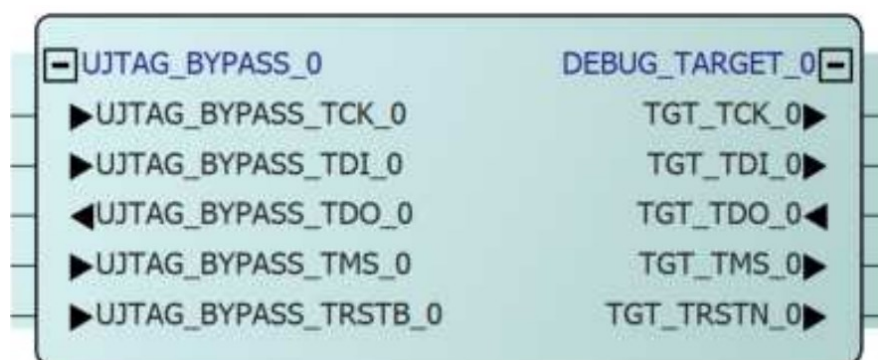 UJTAG_BYPASS_0 DEBUG_TARGET_0
UJTAG_BYPASS_TCK_0 TGT_TCK_0
UJTAG_BYPASS_TDI_0 TGT_TDI_0
UJTAG_BYPASS_TDO_0 TGT_TDO_0
UJTAG_BYPASS_TMS_0 TGT_TMS_0
UJTAG_BYPASS_TRSTB_0 TGT_TRSTN_0